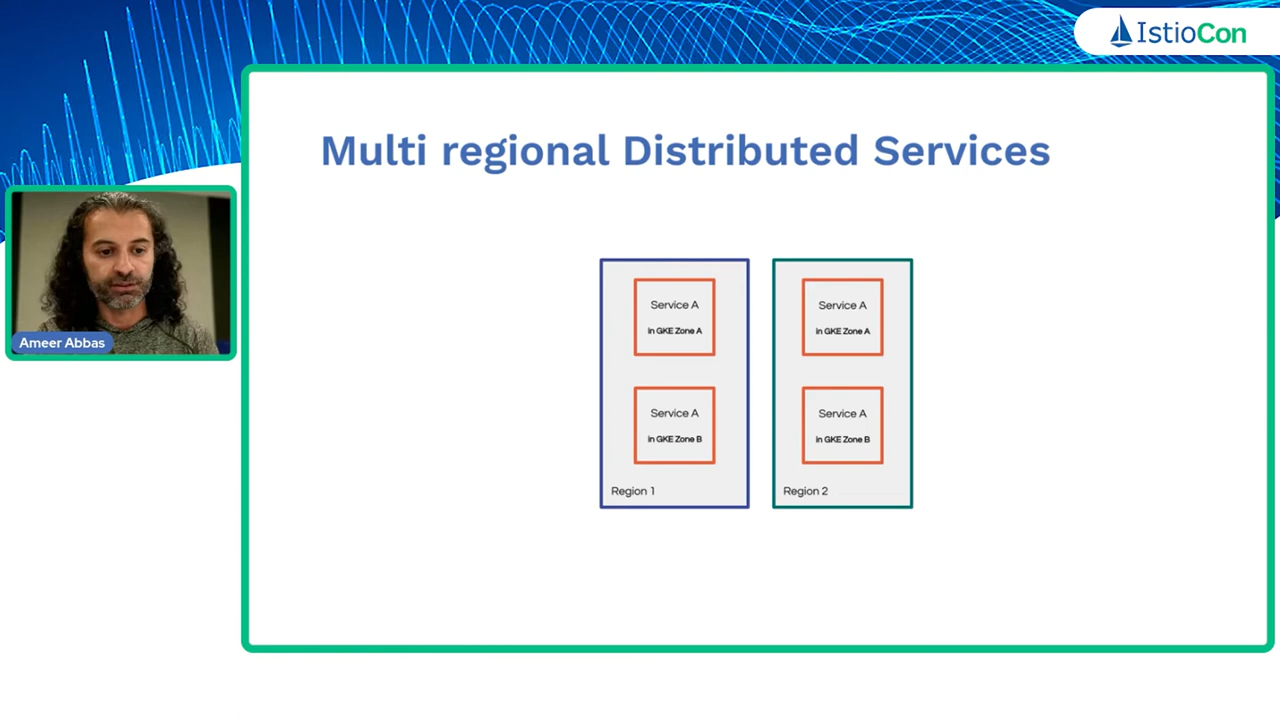 IstioCon
Multi regional Distributed Services
Ameer Abbas
Service A
in GKE Zone A
Service A
in GKE Zone B
Region 1
Service A
in GKE Zone A
Service A
in GKE Zone B
Region 2